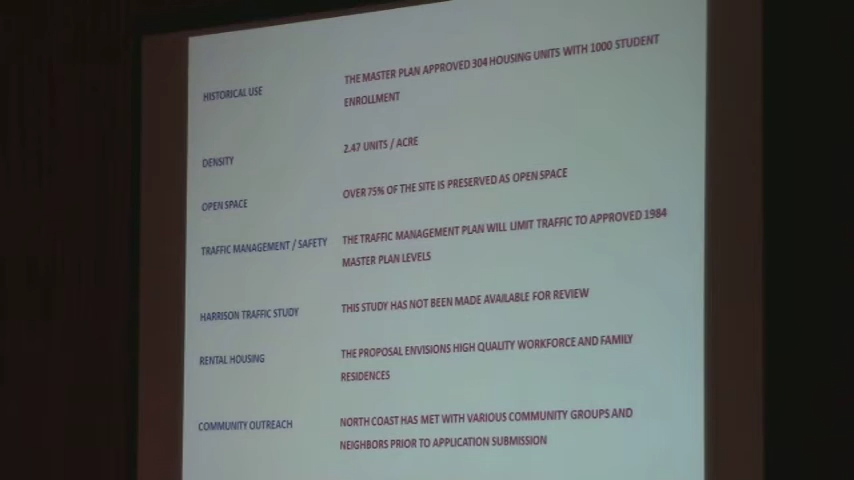 HISTORICAL USE
THE MASTER PLAN APPROVED 304 HOUSING UNITS WITH 1000 STUDENT
ENROLLMENT
DENSITY
2.47 UNITS / ACRE
OPEN SPACE
OVER 75% OF THE SITE IS PRESERVED AS OPEN SPACE
TRAFFIC MANAGEMENT / SAFETY
THE TRAFFIC MANAGEMENT PLAN WILL LIMIT TRAFFIC TO APPROVED 1984
MASTER PLAN LEVELS
HARRISON TRAFFIC STUDY
THIS STUDY HAS NOT BEEN MADE AVAILABLE FOR REVIEW
RENTAL HOUSING
THE PROPOSAL ENVISIONS HIGH QUALITY WORKFORCE AND FAMILY
RESIDENCES
COMMUNITY OUTREACH
NORTH COAST HAS MET WITH VARIOUS COMMUNITY GROUPS AND
NEIGHBORS PRIOR TO APPLICATION SUBMISSION